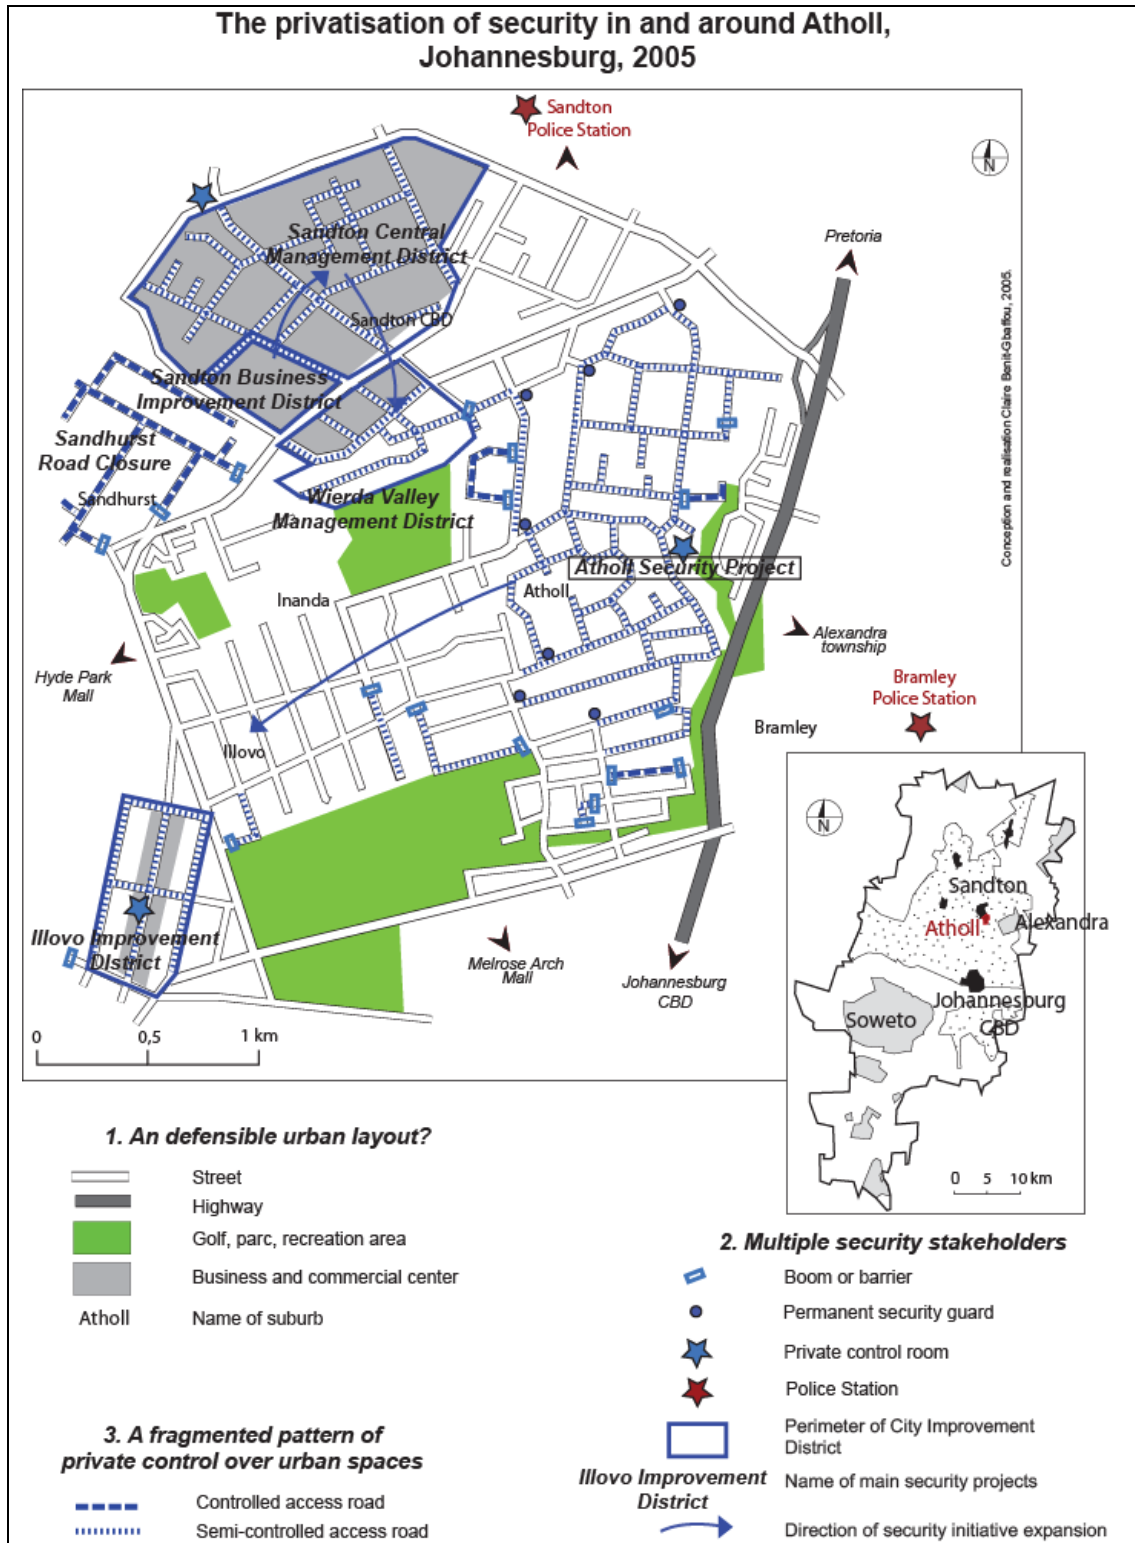 The privatisation of security in and around Atholl,
Johannesburg, 2005
Sandton
Police Station
N
Pretoria
Sandton Central
Management District
Sandton CBD
Sandton Business
Improvement District
Sandhurst
Road Closure
Sandhurst
Wierda Valley
Management District
Conception and realisation Claire Benit-Gbaffou, 2005.
Atholl Security Project
Atholl
Inanda
Alexandra
township
Hyde Park
Mall
Bramley
Police Station
Bramley
Illovo
Illovo Improvement
District
Melrose Arch
Mall
Johannesburg
CBD
0 0,5 1 km
N
Sandton
Atholl
Alexandra
Johannesburg
CBD
Soweto
0 5 10 km
1. An defensible urban layout?
Street
Highway
Golf, parc, recreation area
Business and commercial center
Atholl Name of suburb
2. Multiple security stakeholders
Boom or barrier
Permanent security guard
Private control room
Police Station
Perimeter of City Improvement
District
Illovo Improvement
District
Name of main security projects
Direction of security initiative expansion
3. A fragmented pattern of
private control over urban spaces
Controlled access road
Semi-controlled access road